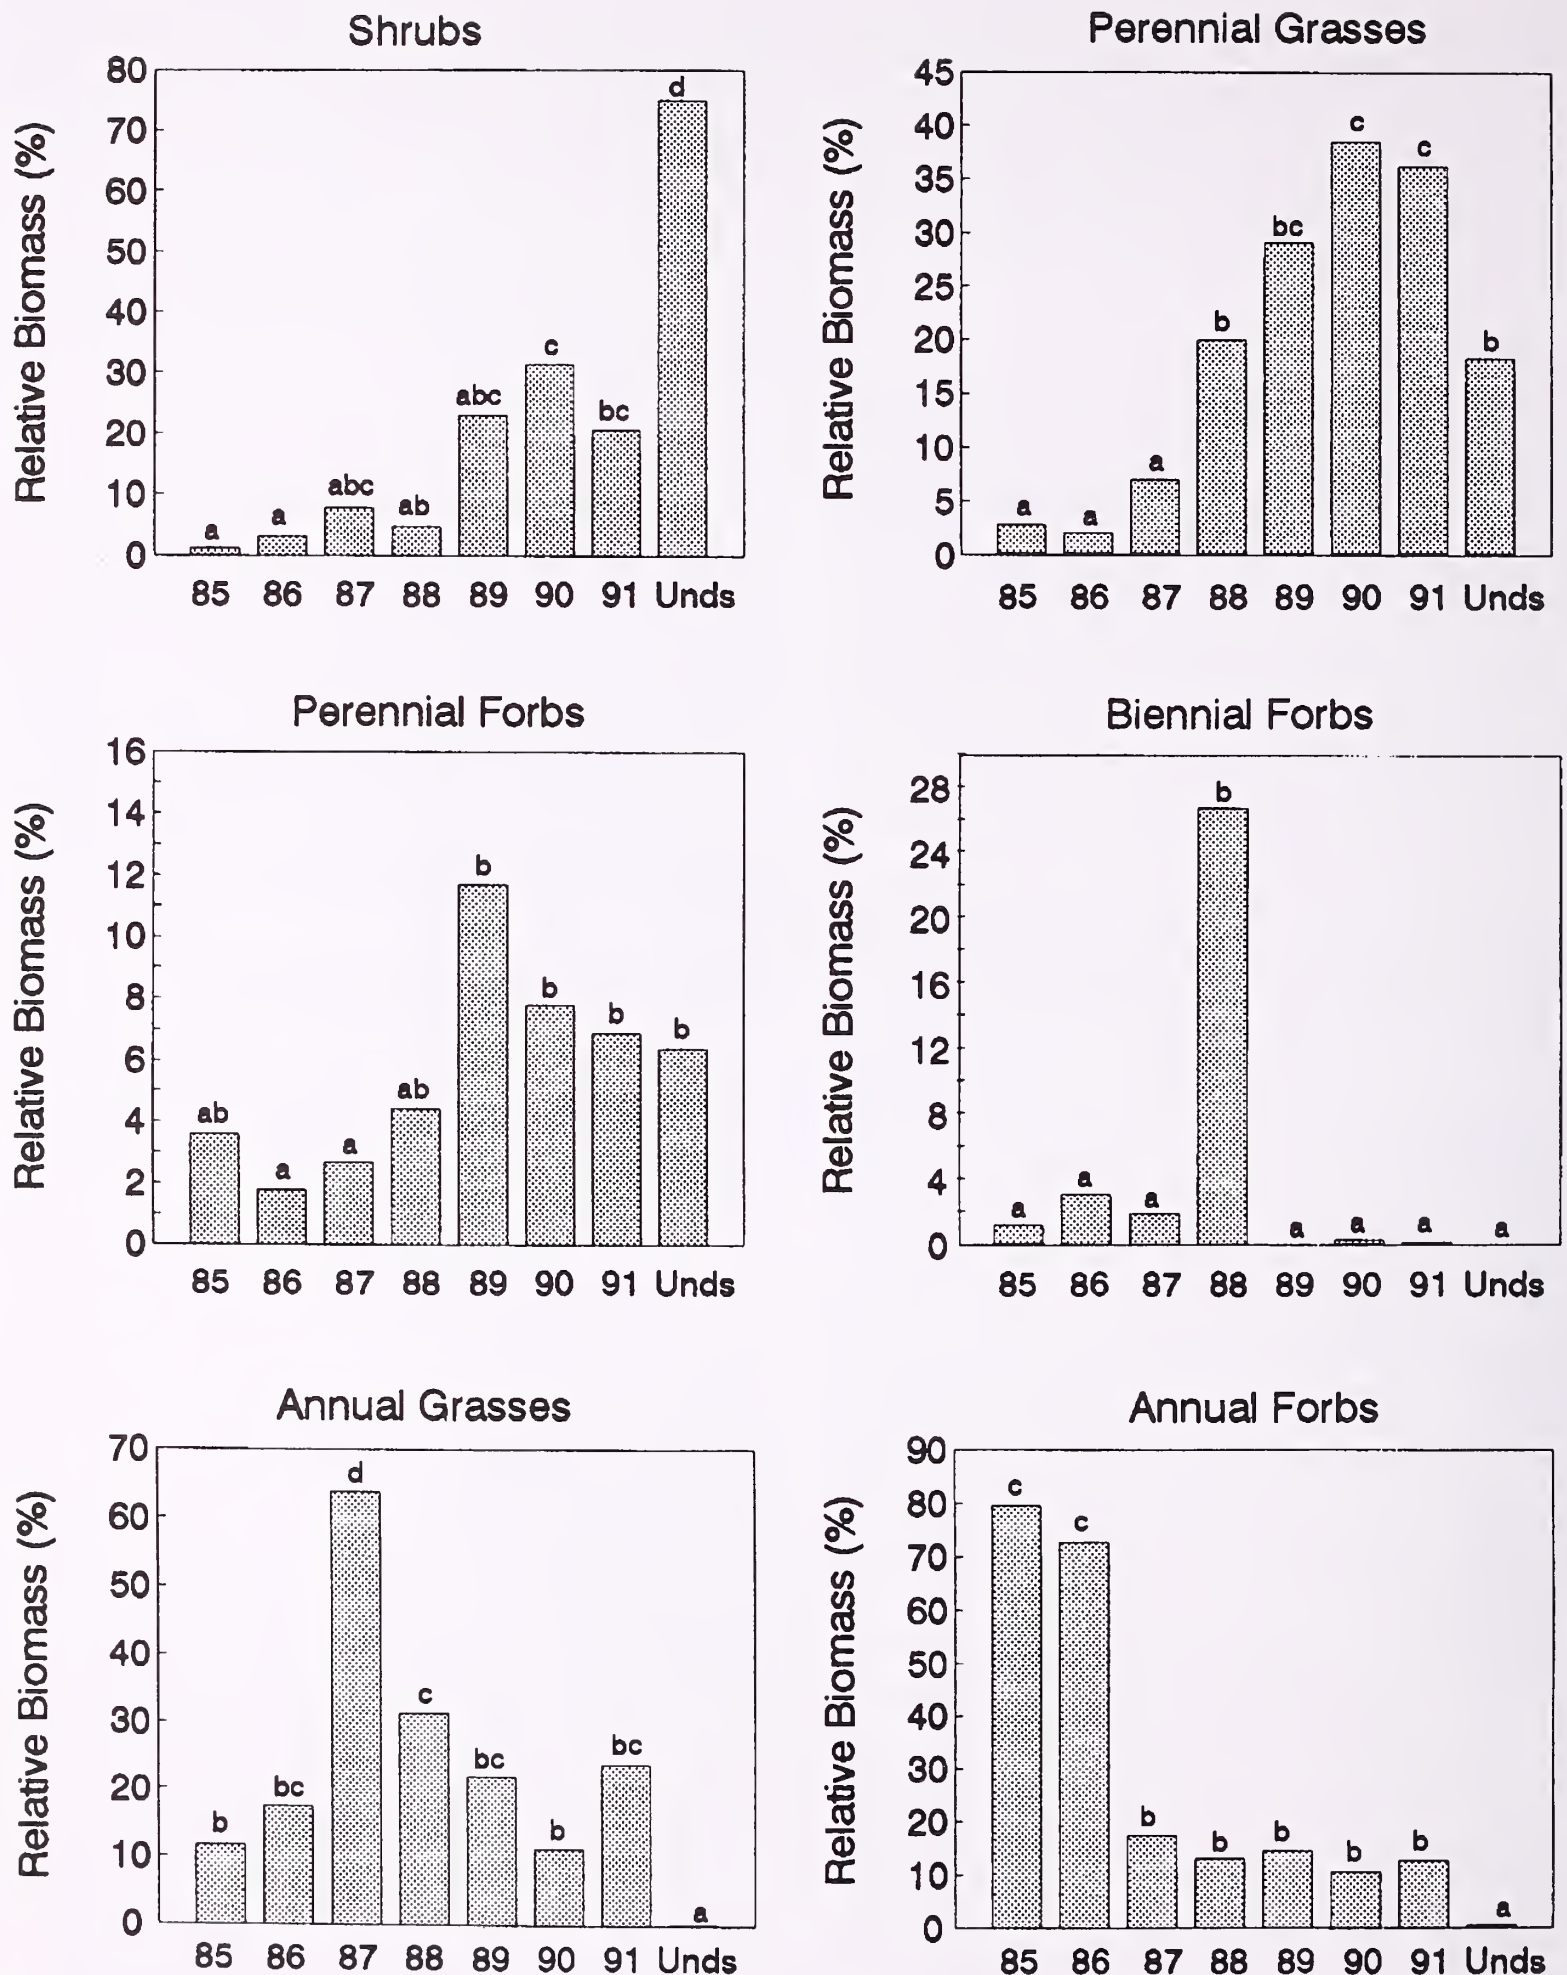 Shrubs
Relative Biomass (%)
80
70
60
50
40
30
20
10
0
a
a
abc
ab
abc
c
bc
d
85 86 87 88 89 90 91 Unds
Perennial Grasses
Relative Biomass (%)
45
40
35
30
25
20
15
10
5
0
a
a
a
b
bc
c
c
b
85 86 87 88 89 90 91 Unds
Perennial Forbs
Relative Biomass (%)
16
14
12
10
8
6
4
2
0
ab
a
a
ab
b
b
b
b
85 86 87 88 89 90 91 Unds
Biennial Forbs
Relative Biomass (%)
28
24
20
16
12
8
4
0
a
a
a
b
a
a
a
a
85 86 87 88 89 90 91 Unds
Annual Grasses
Relative Biomass (%)
70
60
50
40
30
20
10
0
b
bc
d
c
bc
b
bc
a
85 86 87 88 89 90 91 Unds
Annual Forbs
Relative Biomass (%)
90
80
70
60
50
40
30
20
10
0
c
c
b
b
b
b
b
a
85 86 87 88 89 90 91 Unds